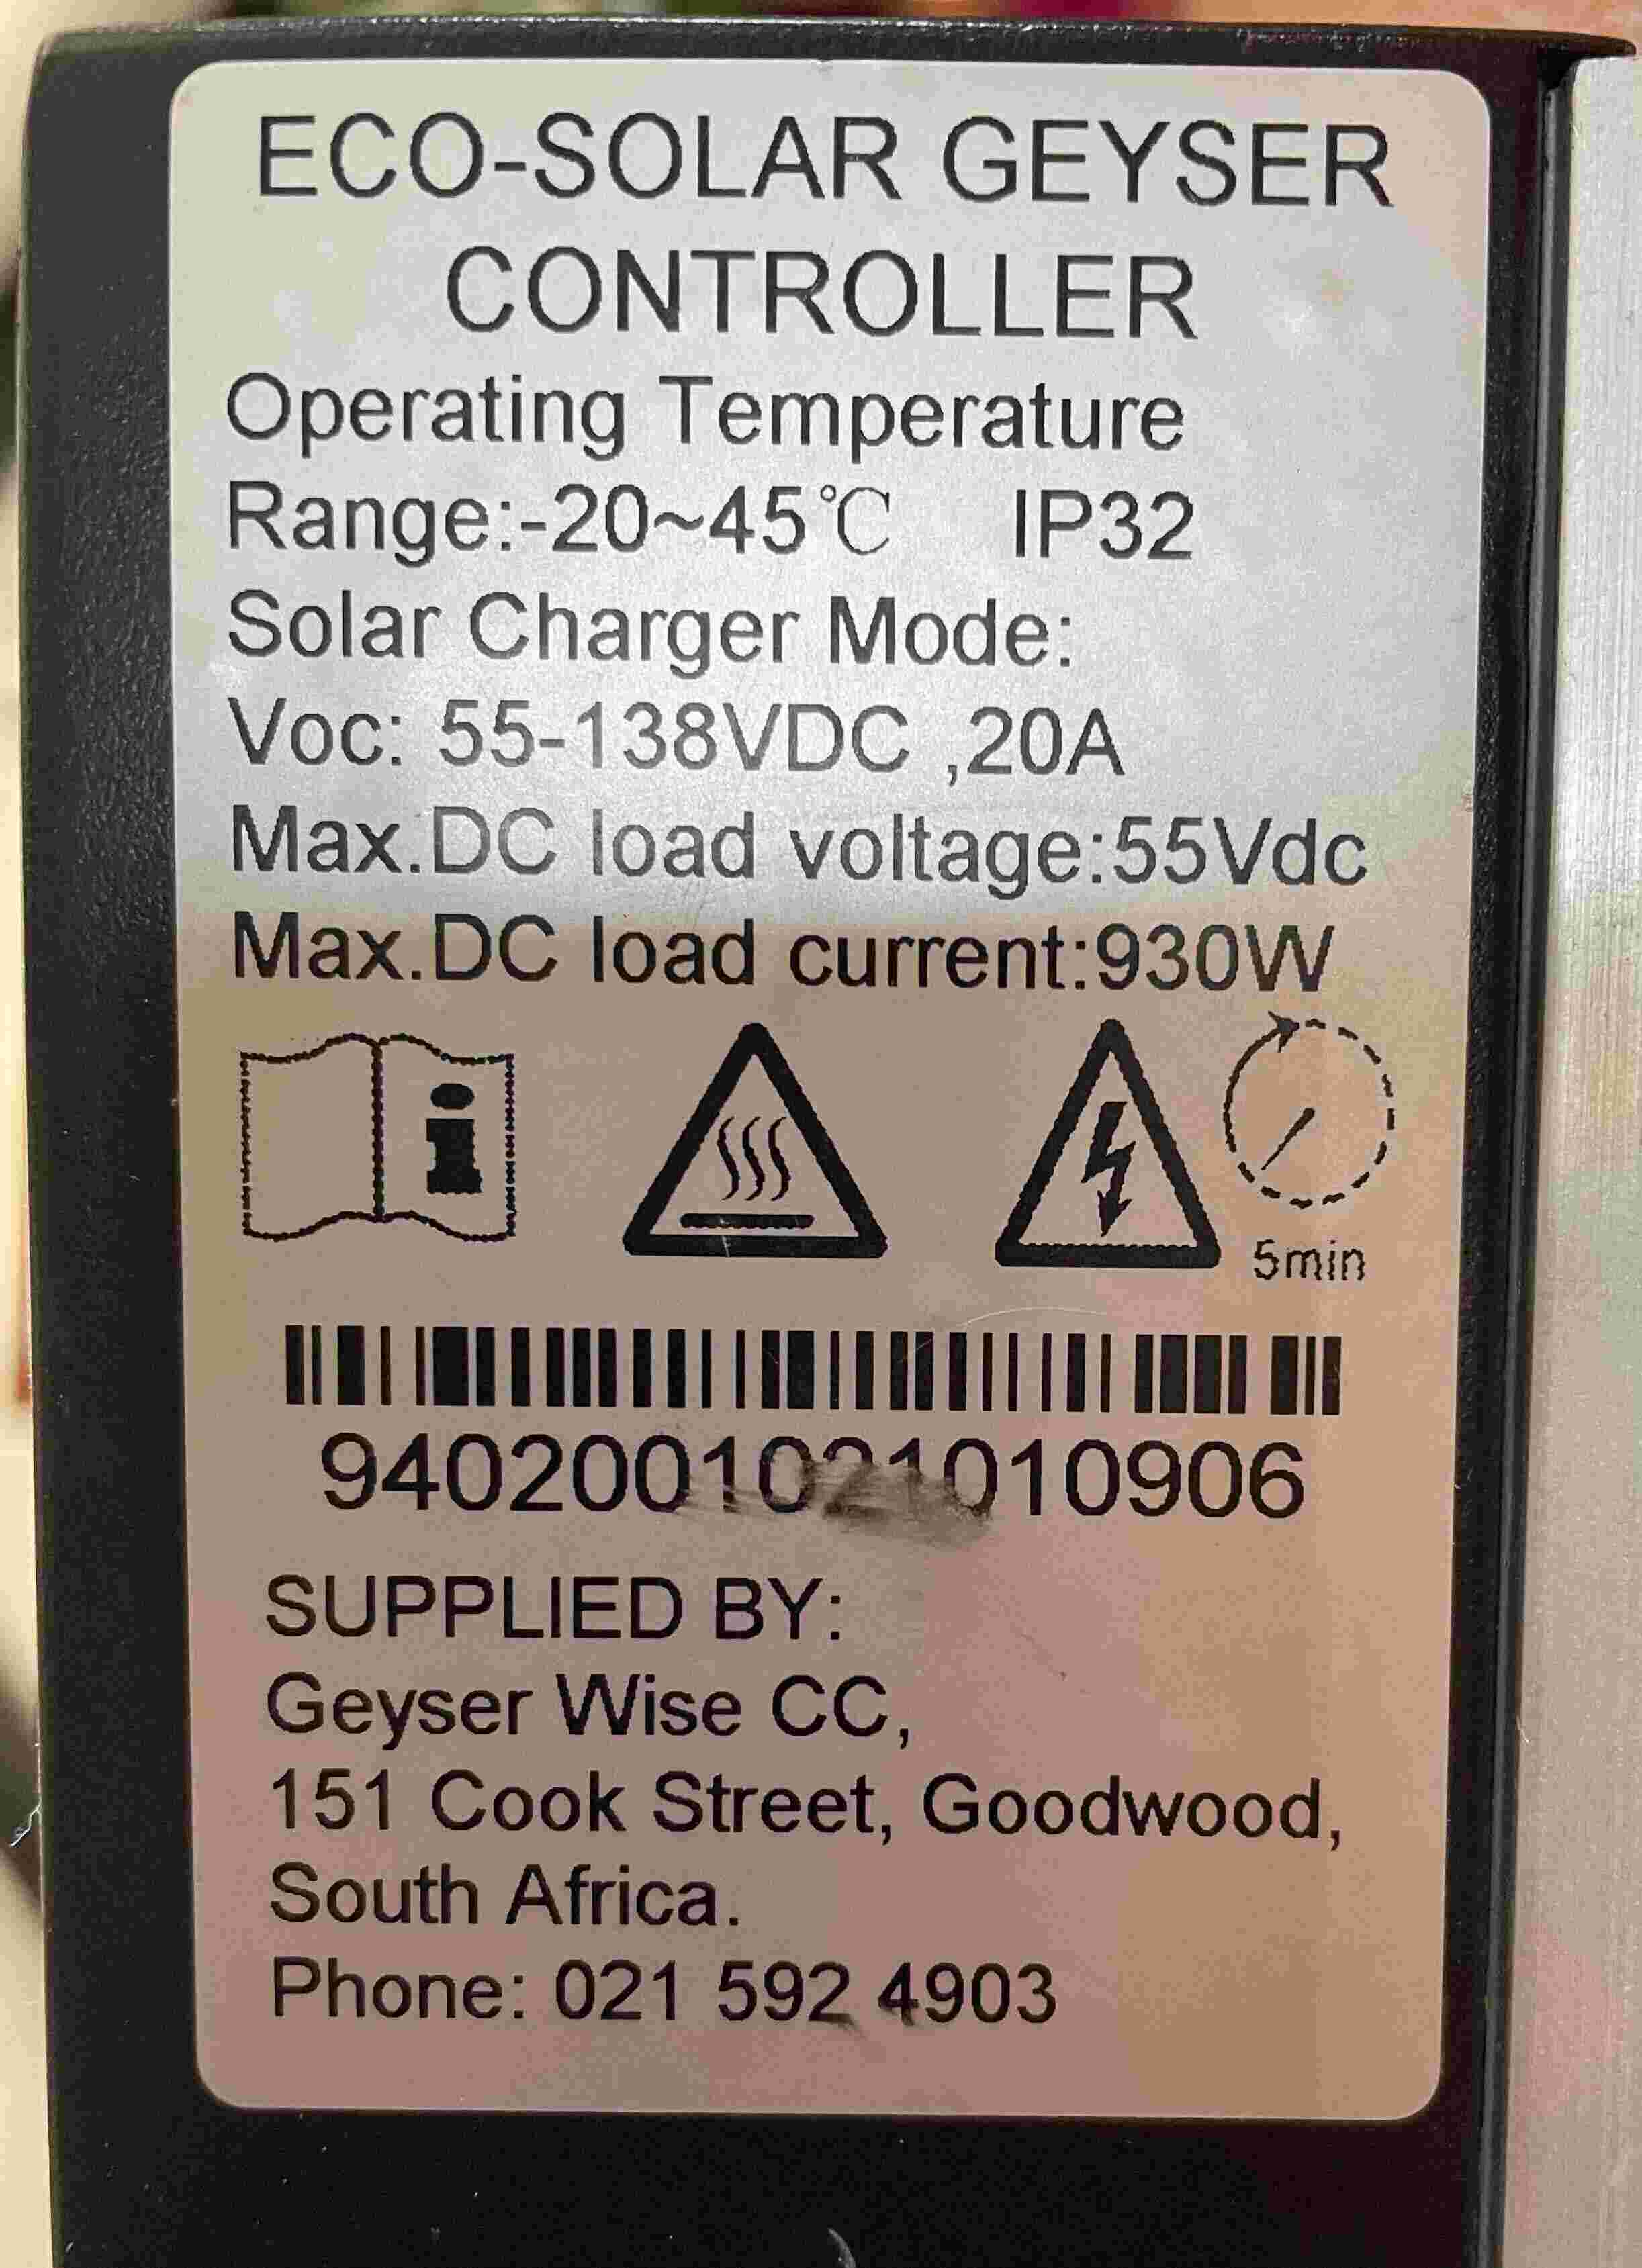 ECO-SOLAR GEYSER
CONTROLLER
Operating Temperature
Range:-20~45℃ IP32
Solar Charger Mode:
Voc: 55-138VDC ,20A
Max.DC load voltage:55Vdc
Max.DC load current:930W
5min
9402001021010906
SUPPLIED BY:
Geyser Wise CC,
151 Cook Street, Goodwood,
South Africa.
Phone: 021 592 4903